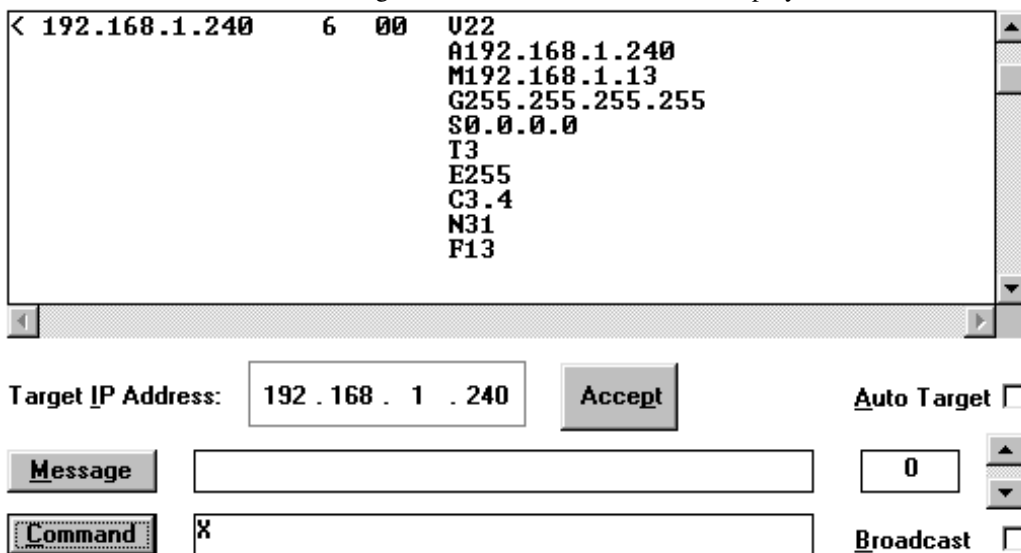 < 192.168.1.240 6 00 V22
A192.168.1.240
M192.168.1.13
G255.255.255.255
S0.0.0.0
T3
E255
C3.4
N31
F13
Target IP Address: 192 . 168 . 1 . 240 Accept Auto Target
Message 0
Command X Broadcast